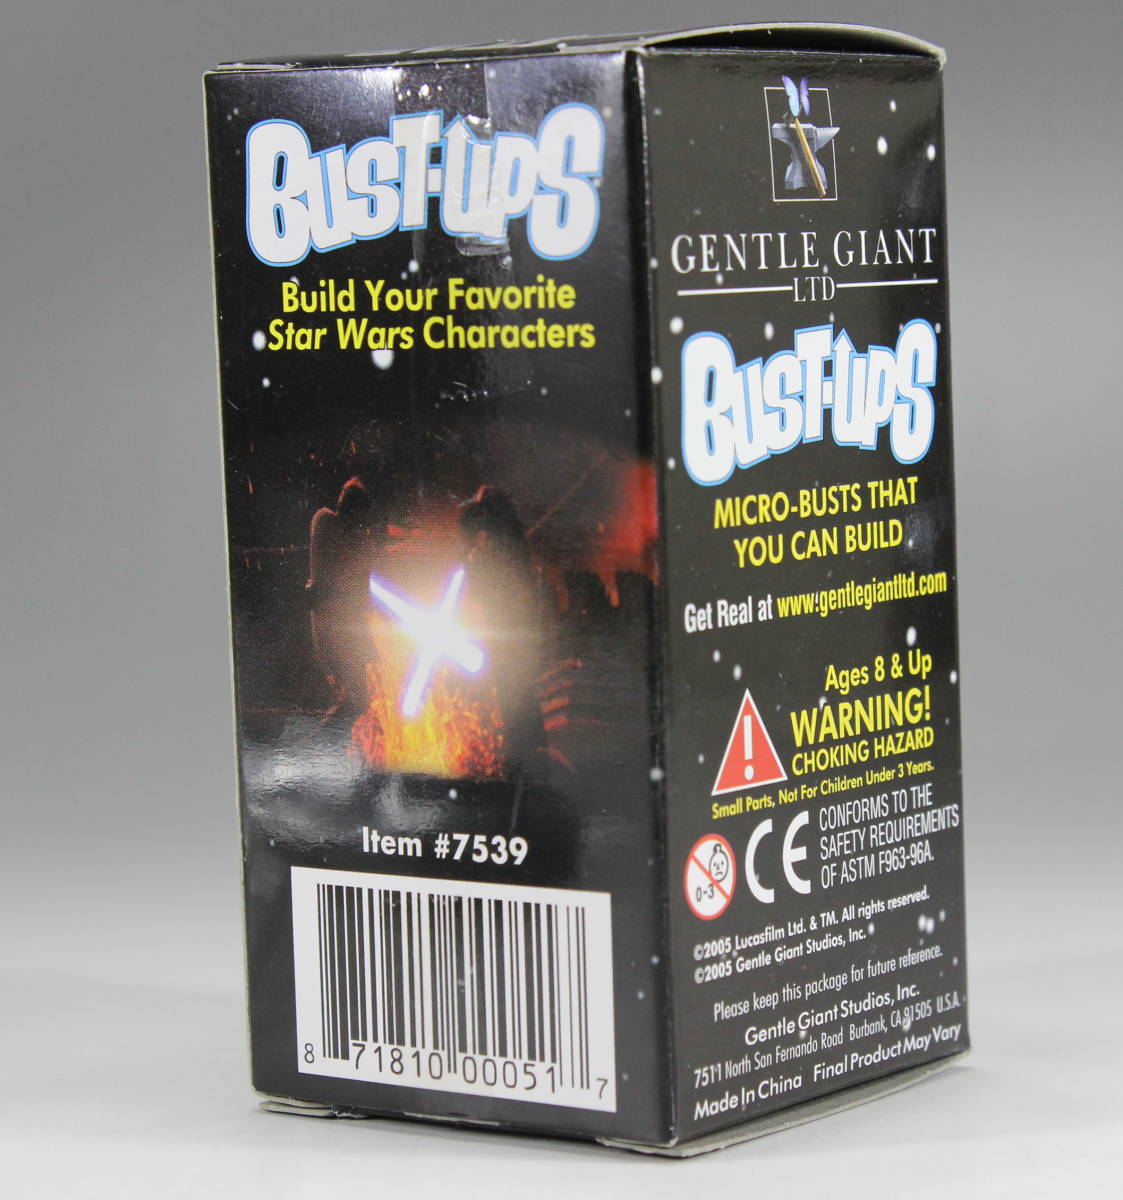 BUST-UPS
Build Your Favorite
Star Wars Characters
Item #7539
8 71810 00051 7
GENTLE GIANT
LTD
BUST-UPS
MICRO-BUSTS THAT
YOU CAN BUILD
Get Real at www.gentlegiantltd.com
Ages 8 & Up
WARNING!
CHOKING HAZARD
Small Parts, Not For Children Under 3 Years.
0-3
CE
CONFORMS TO THE
SAFETY REQUIREMENTS
OF ASTM F963-96A.
©2005 Lucasfilm Ltd. & TM. All rights reserved.
©2005 Gentle Giant Studios, Inc.
Please keep this package for future reference.
Gentle Giant Studios, Inc.
7511 North San Fernando Road Burbank, CA 91505 U.S.A.
Made In China Final Product May Vary